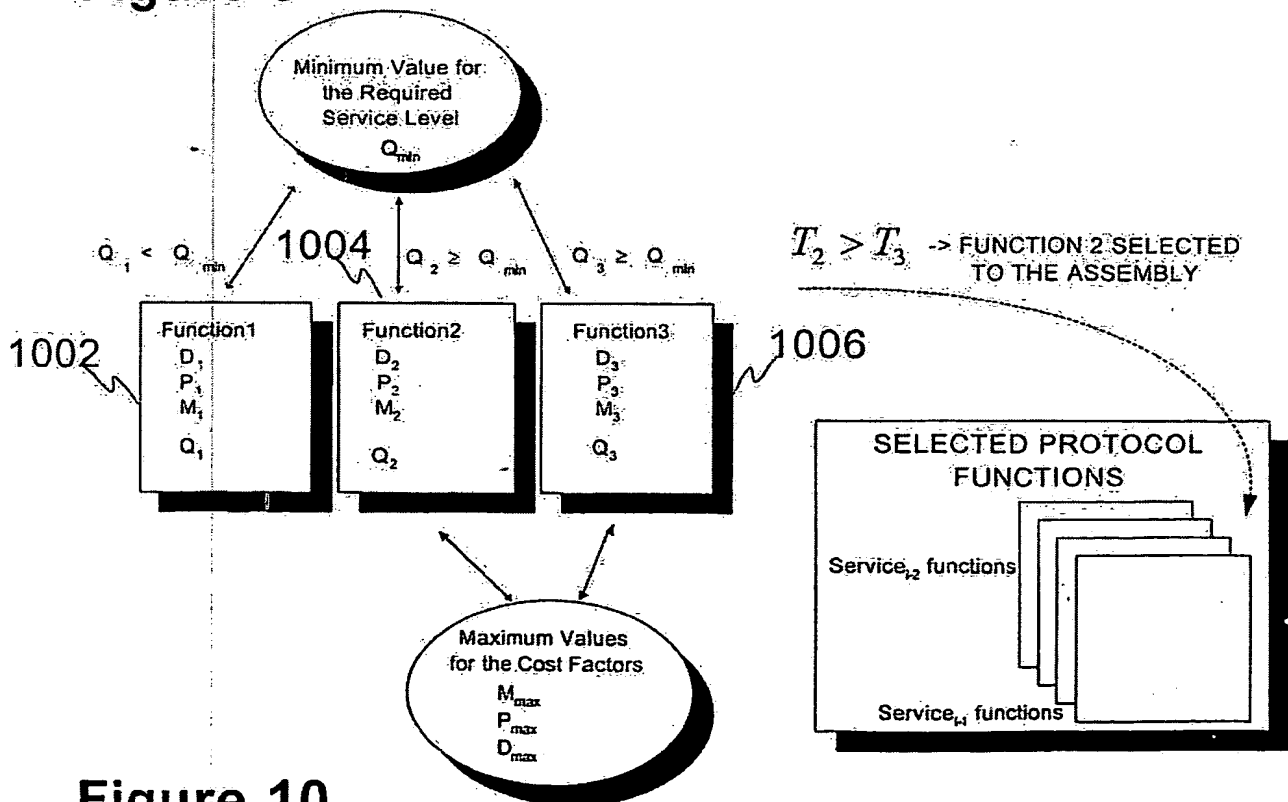 Minimum Value for
the Required
Service Level
Q_min
Q_1 < Q_min
1004
Q_2 ≥ Q_min
Q_3 ≥ Q_min
T_2 > T_3 -> FUNCTION 2 SELECTED
TO THE ASSEMBLY
1002
Function1
D_1
P_1
M_1
Q_1
Function2
D_2
P_2
M_2
Q_2
Function3
D_3
P_3
M_3
Q_3
1006
SELECTED PROTOCOL
FUNCTIONS
Service_i-2 functions
Service_i-1 functions
Maximum Values
for the Cost Factors
M_max
P_max
D_max
Figure 10